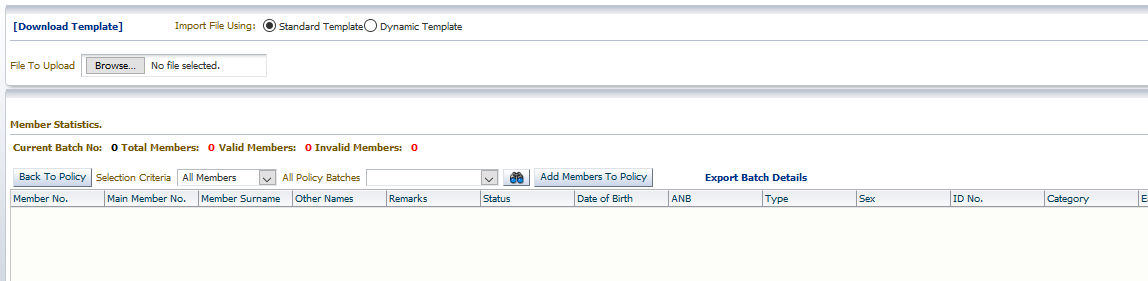 [Download Template] Import File Using: Standard Template Dynamic Template
File To Upload Browse... No file selected.
Member Statistics.
Current Batch No: 0 Total Members: 0 Valid Members: 0 Invalid Members: 0
Back To Policy Selection Criteria All Members All Policy Batches Add Members To Policy Export Batch Details
Member No. Main Member No. Member Surname Other Names Remarks Status Date of Birth ANB Type Sex ID No. Category